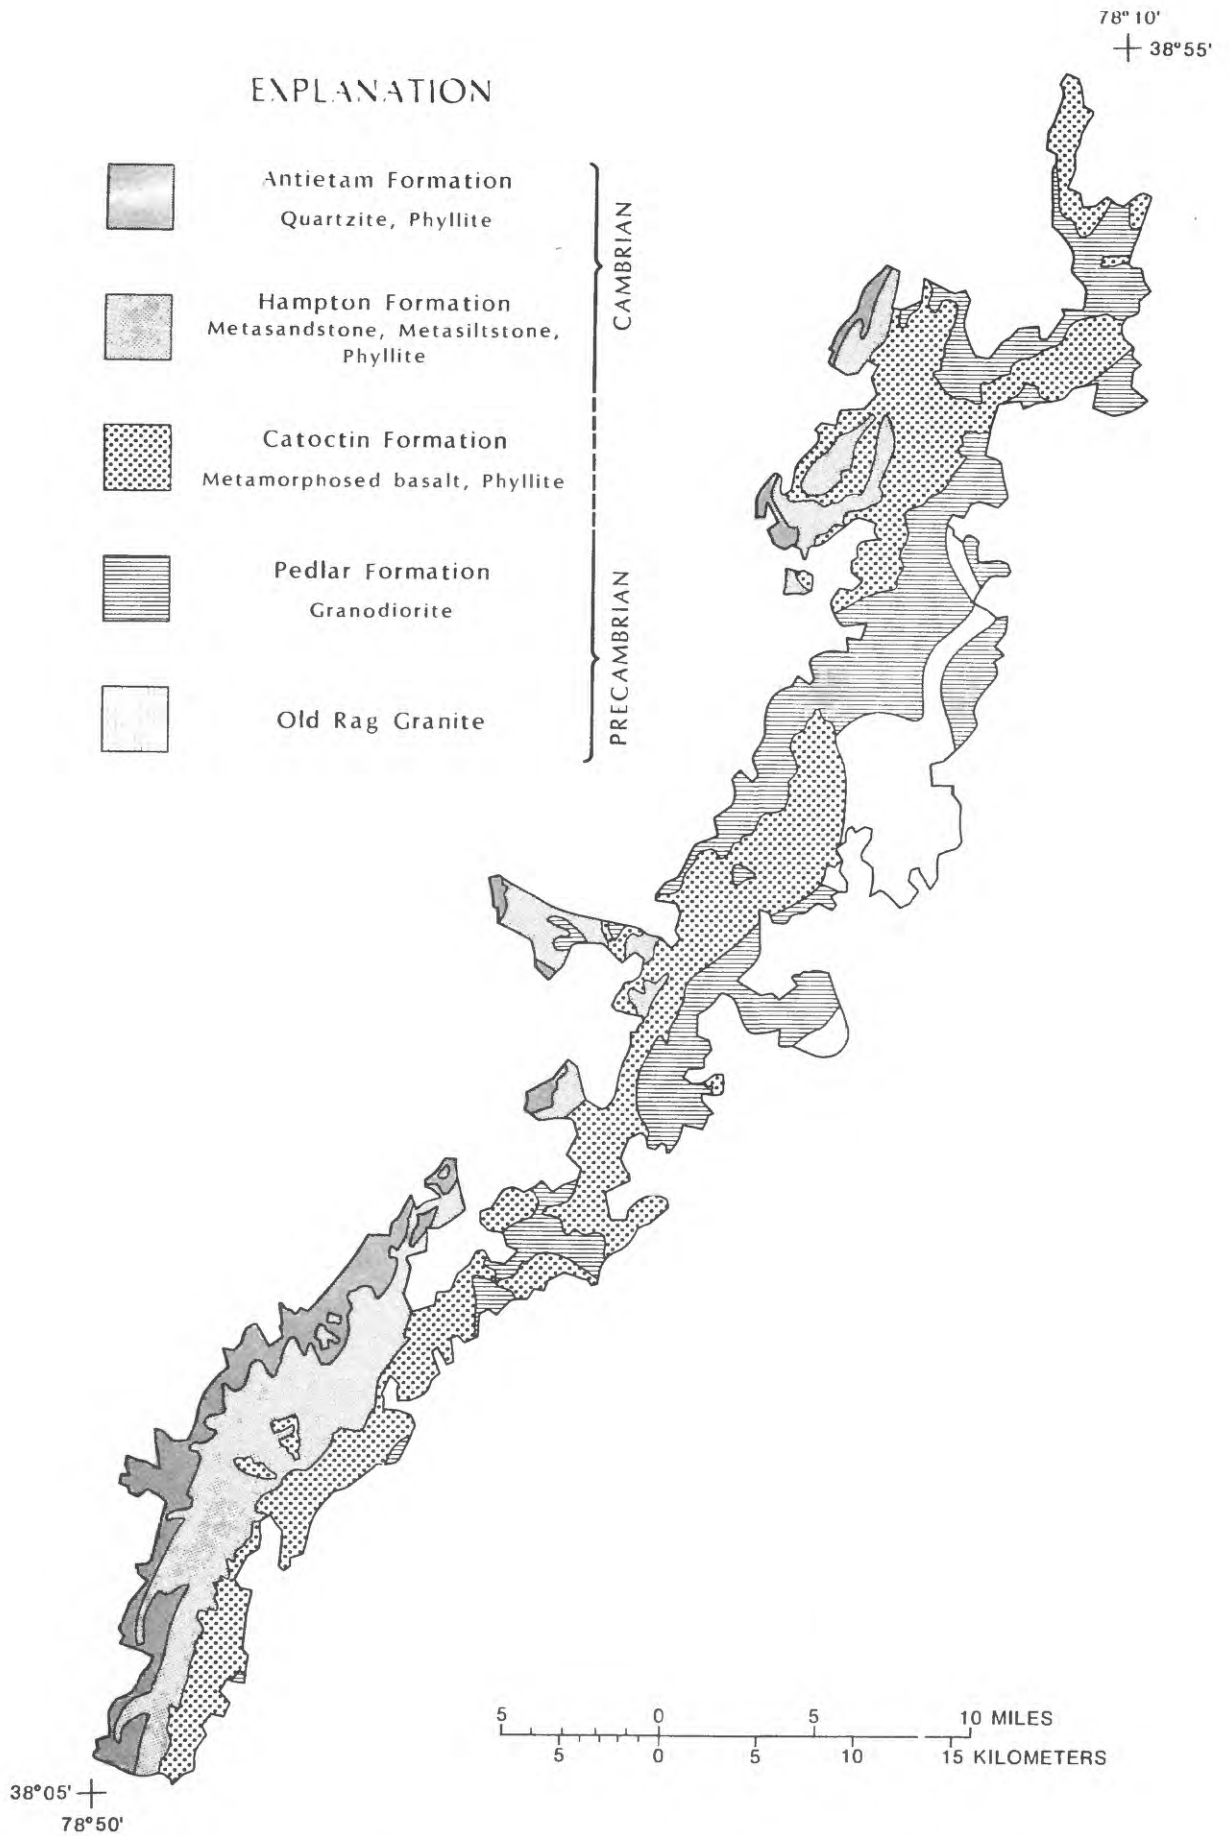 78°10'
38°55'
EXPLANATION
Antietam Formation
Quartzite, Phyllite
Hampton Formation
Metasandstone, Metasiltstone,
Phyllite
Catoctin Formation
Metamorphosed basalt, Phyllite
Pedlar Formation
Granodiorite
Old Rag Granite
CAMBRIAN
PRECAMBRIAN
5 0 5 10 MILES
5 0 5 10 15 KILOMETERS
38°05'
78°50'